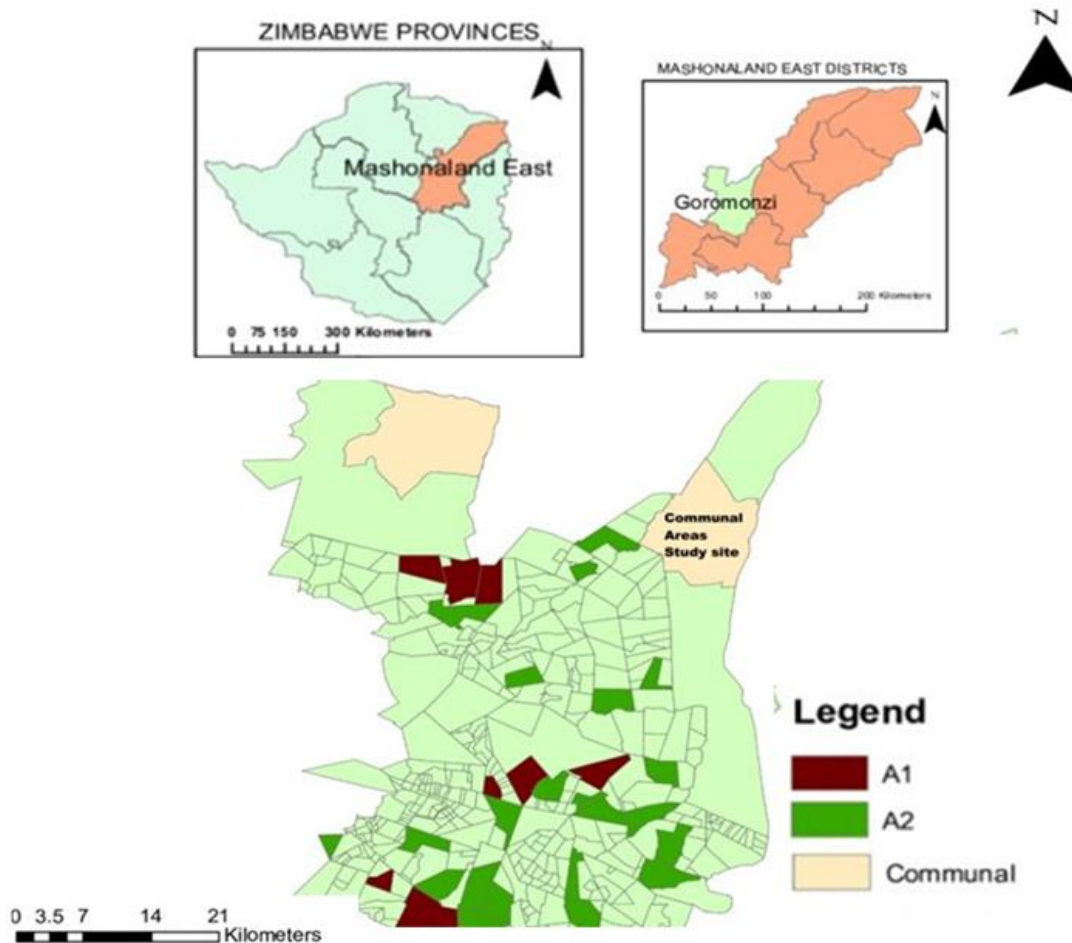 ZIMBABWE PROVINCES
N
Mashonaland East
0 75 150 300 Kilometers
MASHONALAND EAST DISTRICTS
N
Goromonzi
0 50 100 200 Kilometers
N
Communal
Areas
Study site
Legend
A1
A2
Communal
0 3.5 7 14 21
Kilometers